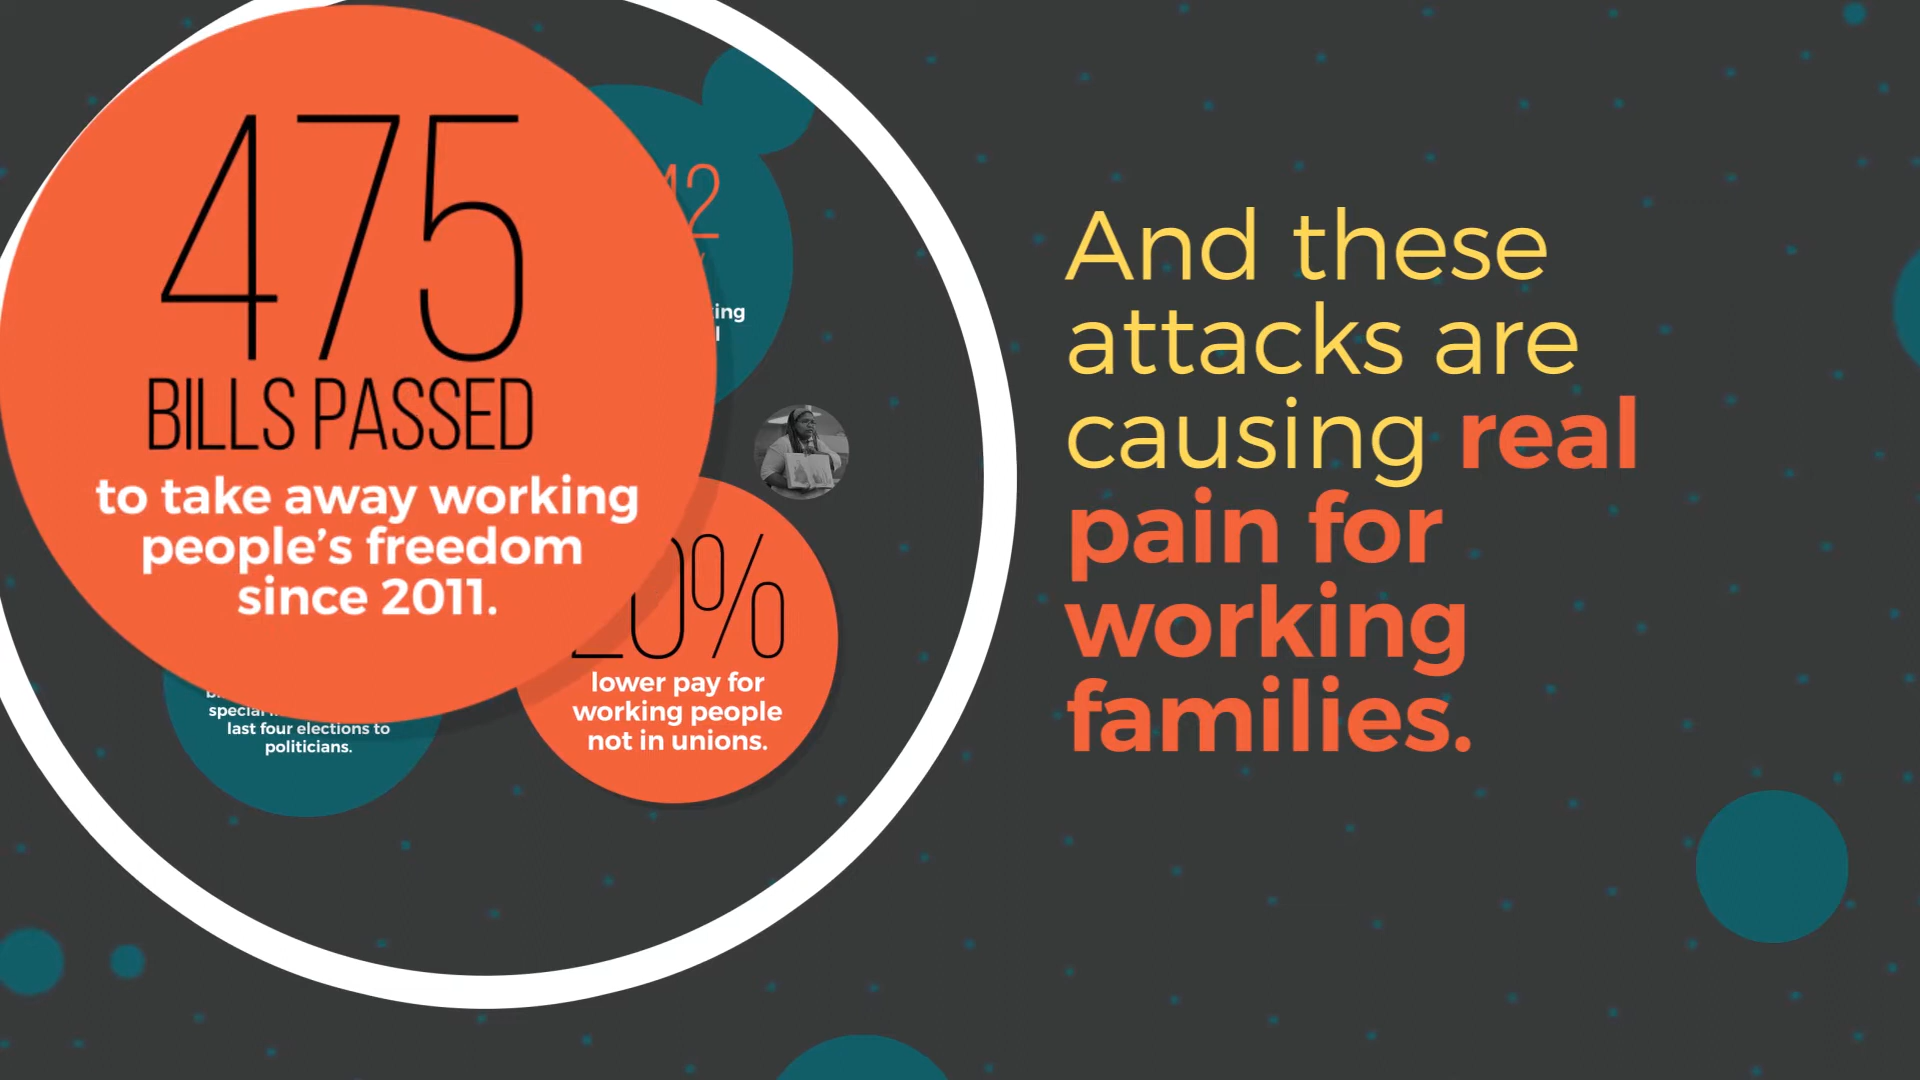 475
BILLS PASSED
to take away working
people's freedom
since 2011.
lower pay for
working people
not in unions.
last four elections to
politicians.
And these
attacks are
causing real
pain for
working
families.